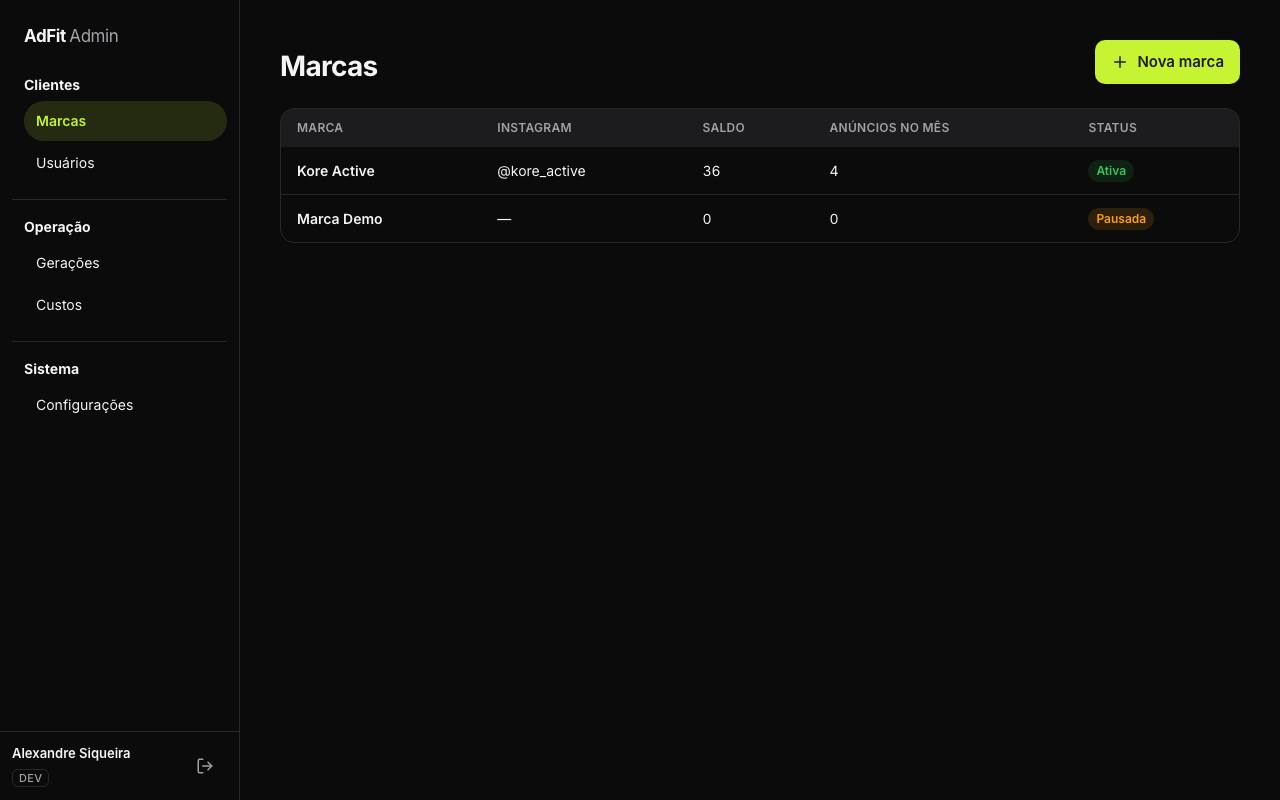 AdFit Admin
Clientes
Marcas
Usuários
Operação
Gerações
Custos
Sistema
Configurações
Alexandre Siqueira
DEV
Marcas
Nova marca
MARCA INSTAGRAM SALDO ANÚNCIOS NO MÊS STATUS
Kore Active @kore_active 36 4 Ativa
Marca Demo — 0 0 Pausada